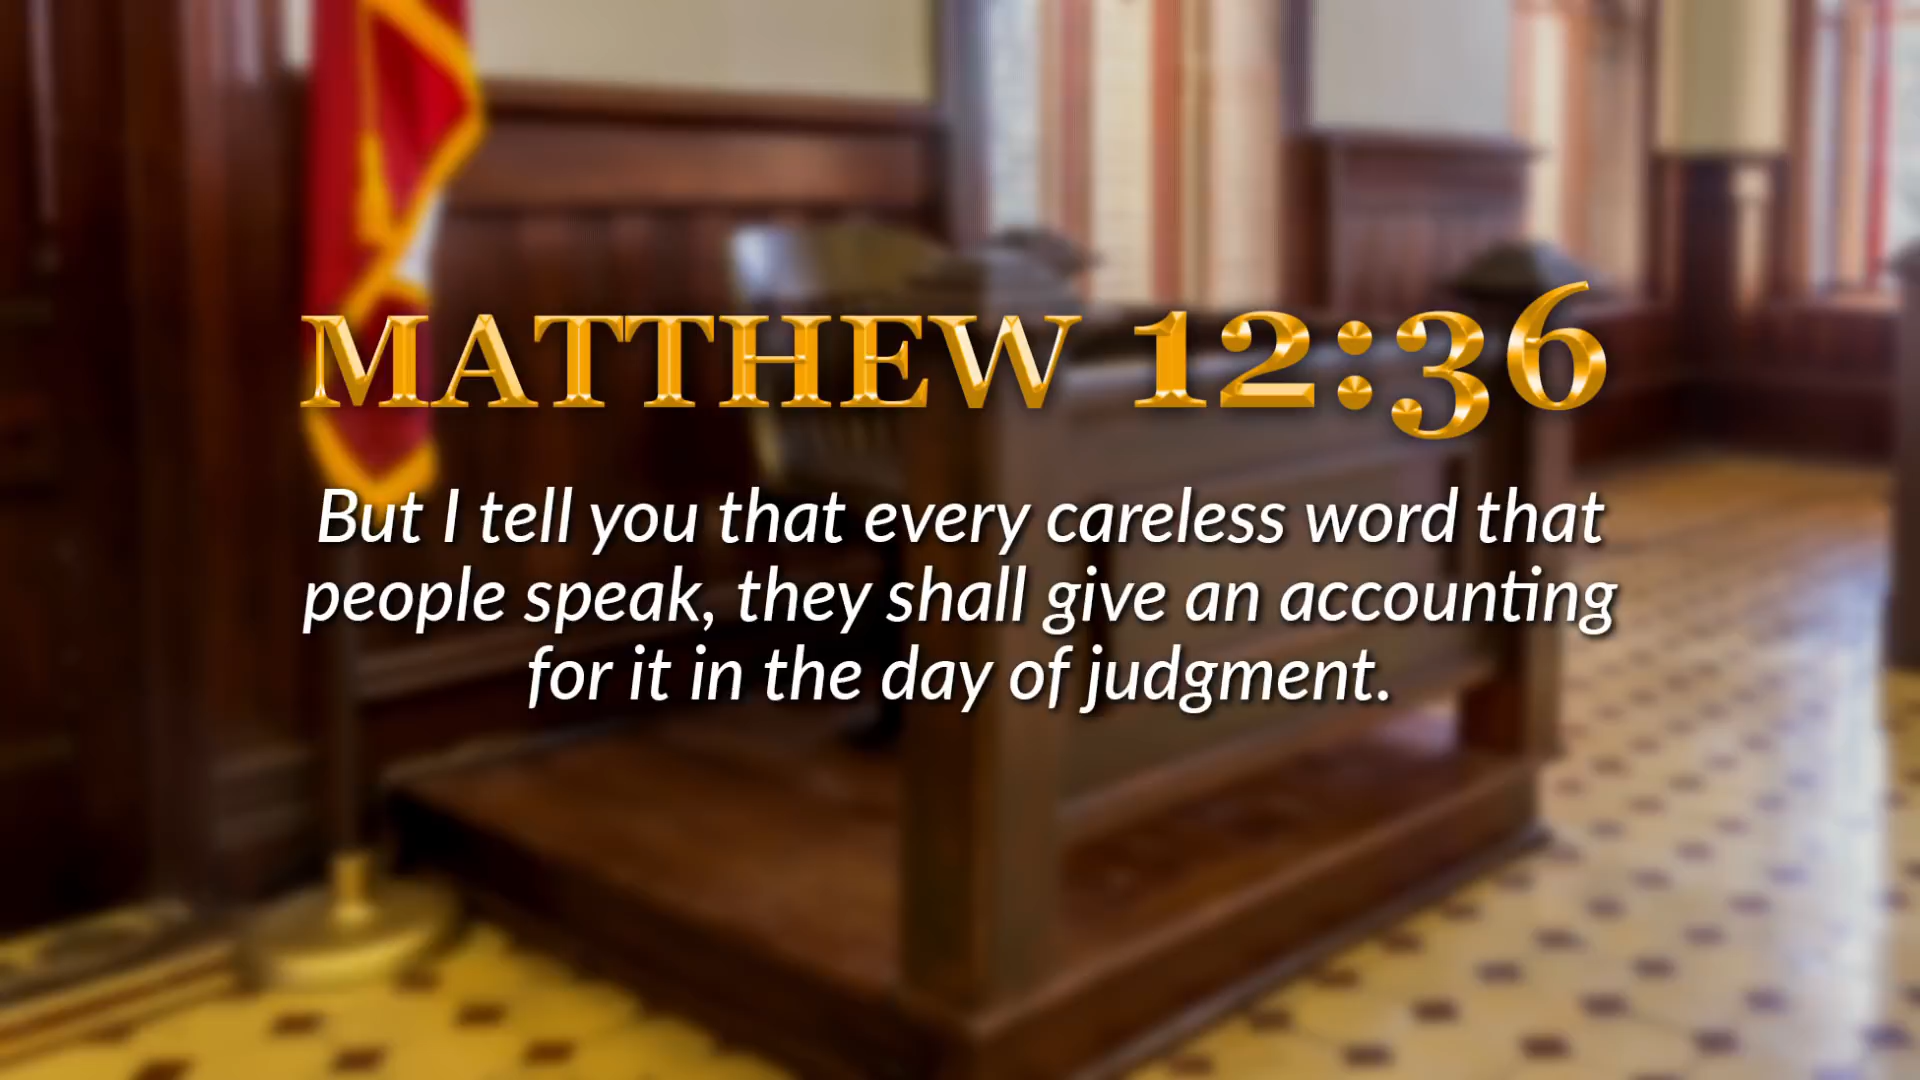 MATTHEW 12:36
But I tell you that every careless word that
people speak, they shall give an accounting
for it in the day of judgment.